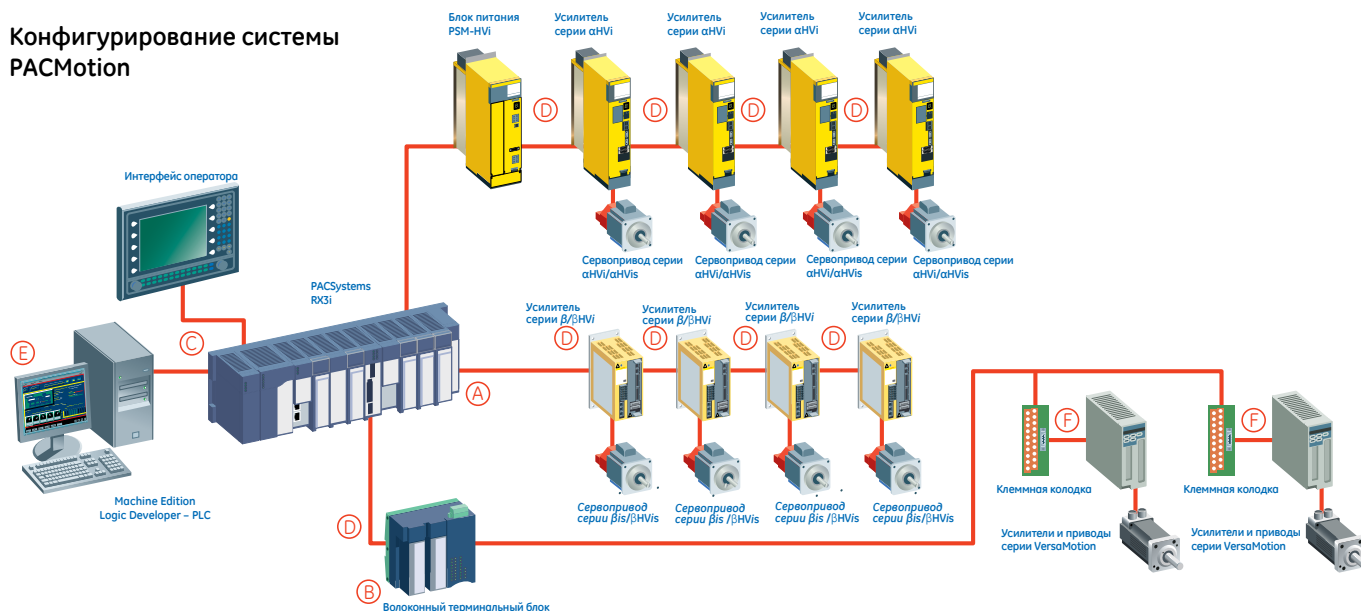 Конфигурирование системы
PACMotion
Блок питания
PSM-HVi
Усилитель
серии αHVi
Усилитель
серии αHVi
Усилитель
серии αHVi
Усилитель
серии αHVi
D
D
D
D
Интерфейс оператора
Сервопривод серии
αHVi/αHVis
Сервопривод серии
αHVi/αHVis
Сервопривод серии
αHVi/αHVis
Сервопривод серии
αHVi/αHVis
PACSystems
RX3i
Усилитель
серии β/βHVi
Усилитель
серии β/βHVi
Усилитель
серии β/βHVi
Усилитель
серии β/βHVi
D
D
D
D
E
C
A
F
F
Клеммная колодка
Клеммная колодка
Machine Edition
Logic Developer – PLC
Сервопривод
серии βis/βHVis
Сервопривод
серии βis /βHVis
Сервопривод
серии βis /βHVis
Сервопривод
серии βis/βHVis
D
Усилители и приводы
серии VersaMotion
Усилители и приводы
серии VersaMotion
B
Волоконный терминальный блок